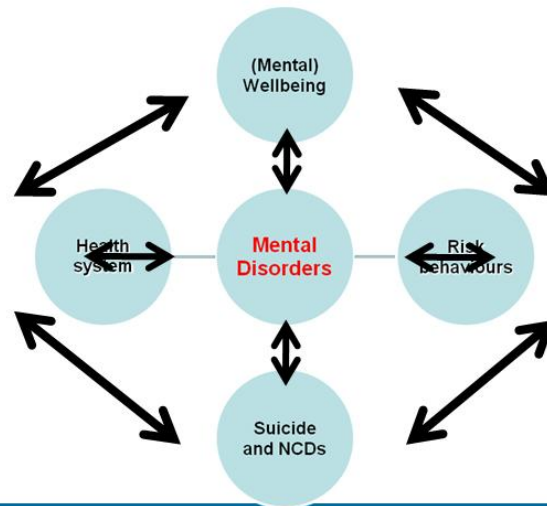 (Mental)
Wellbeing
Health
system
Mental
Disorders
Risk
behaviours
Suicide
and NCDs